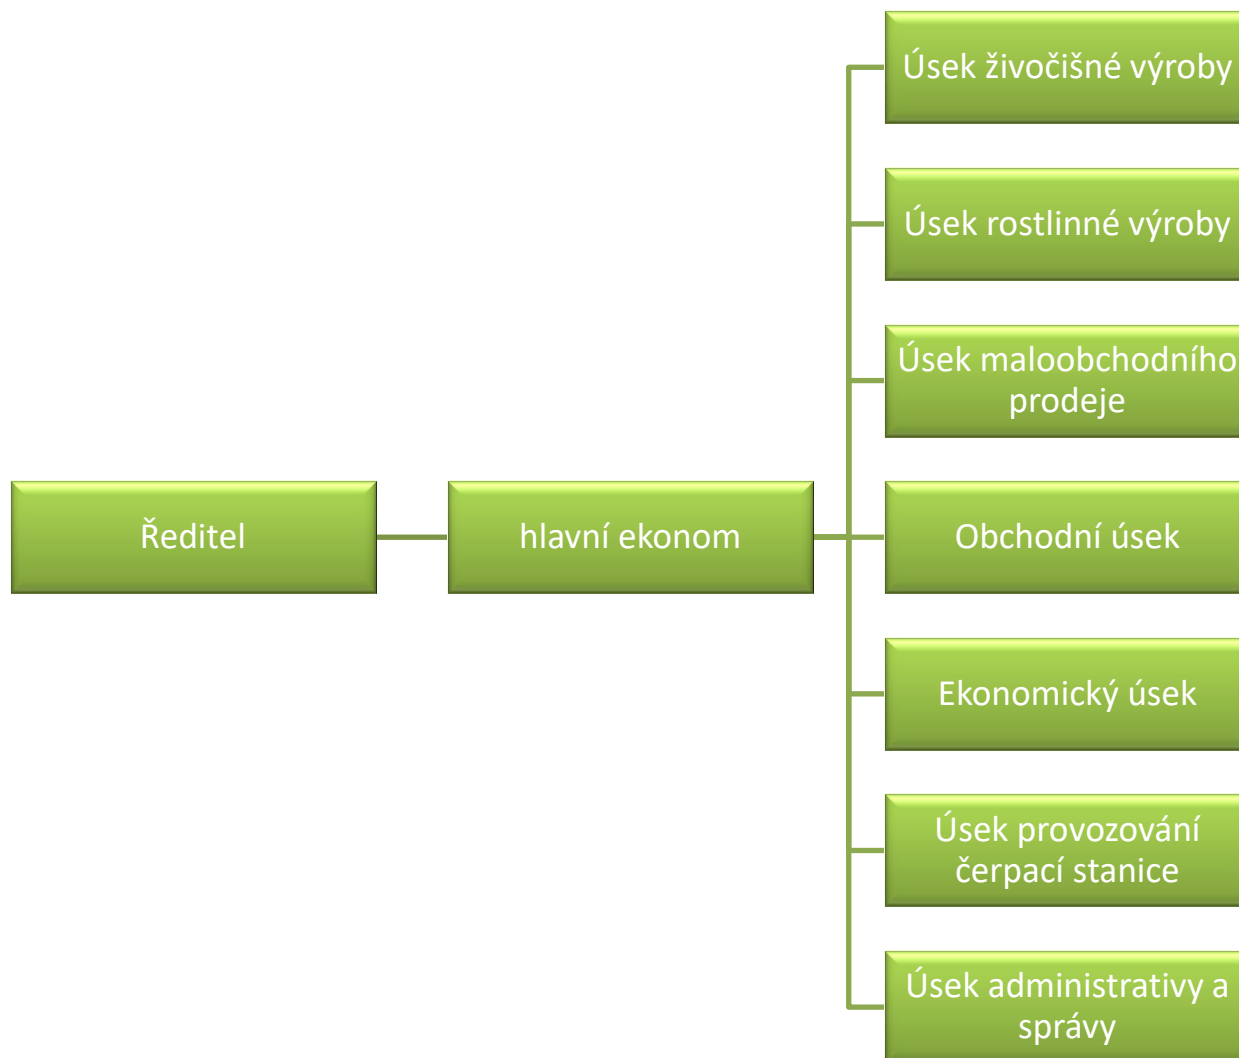 Úsek živočišné výroby
Úsek rostlinné výroby
Úsek maloobchodního
prodeje
Ředitel
hlavní ekonom
Obchodní úsek
Ekonomický úsek
Úsek provozování
čerpací stanice
Úsek administrativy a
správy